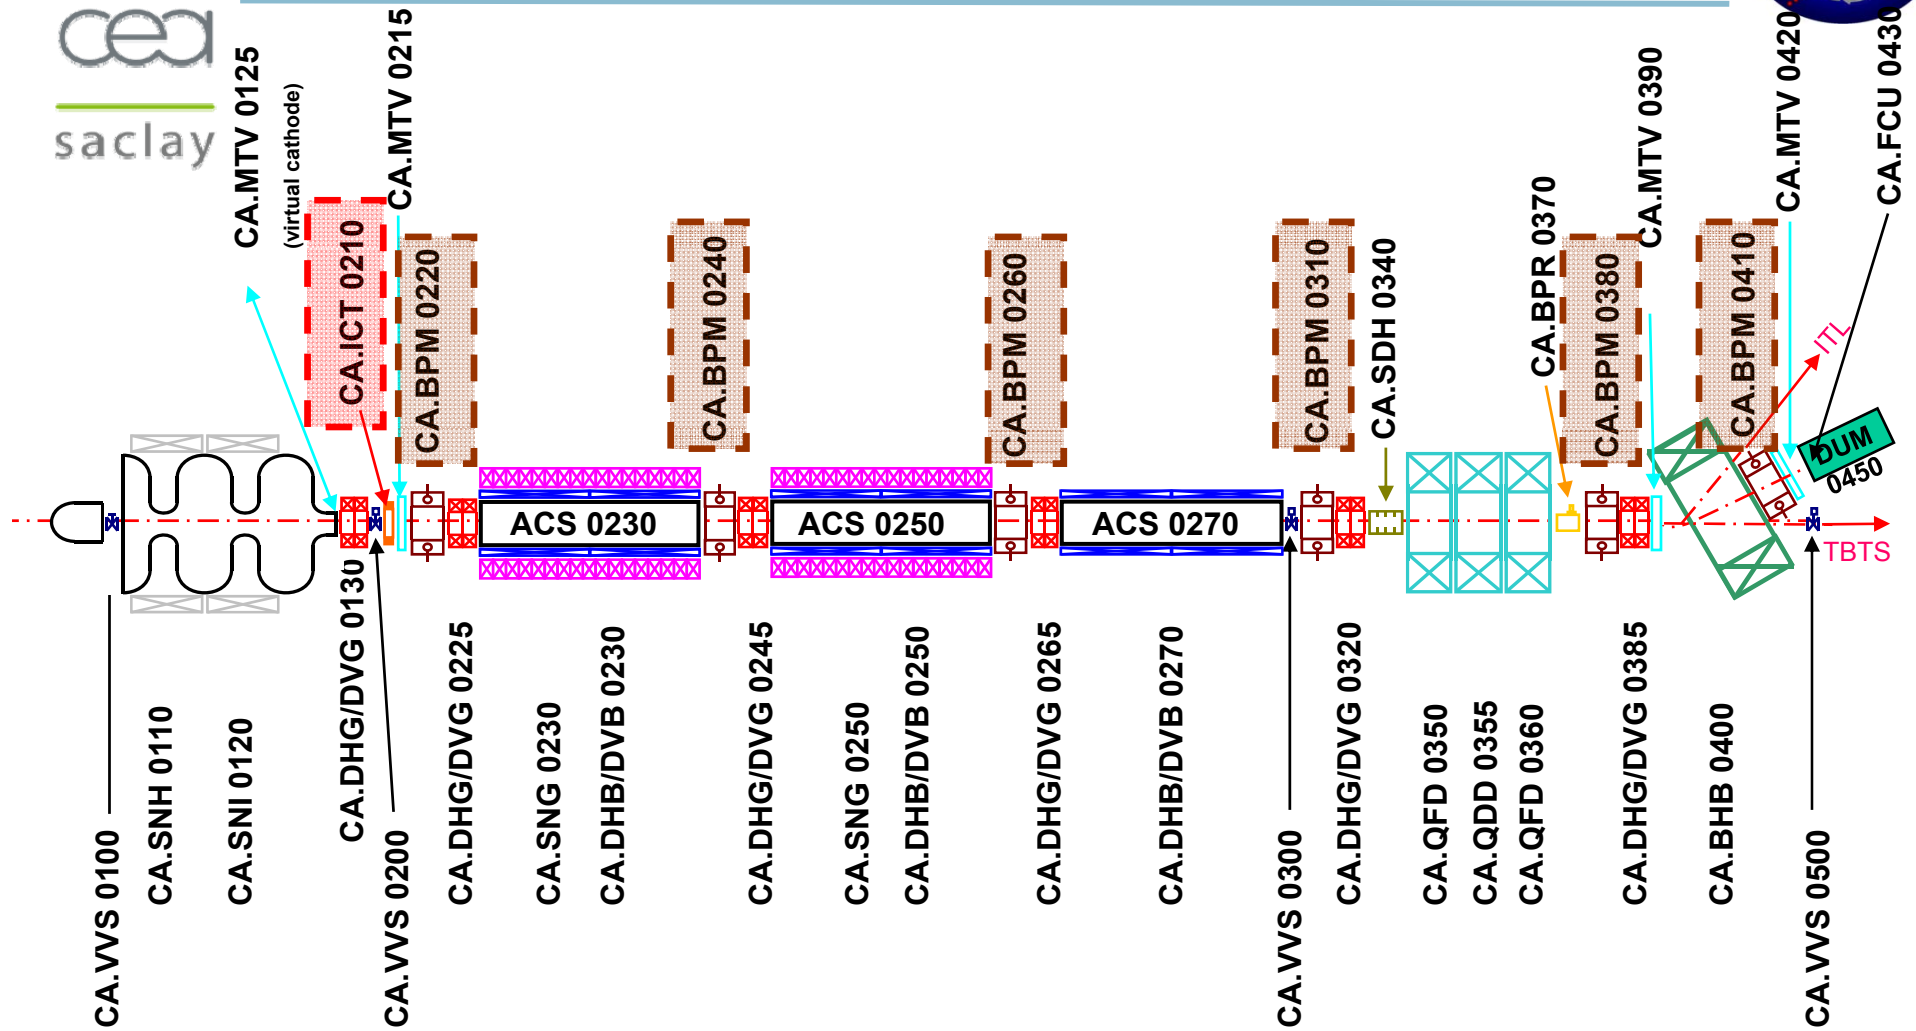 cea
saclay
CA.MTV 0125
(virtual cathode)
CA.ICT 0210
CA.MTV 0215
CA.BPM 0220
CA.BPM 0240
CA.BPM 0260
CA.BPM 0310
CA.SDH 0340
CA.BPR 0370
CA.BPM 0380
CA.MTV 0390
CA.BPM 0410
CA.MTV 0420
CA.FCU 0430
ITL
DUM
0450
TBTS
ACS 0230
ACS 0250
ACS 0270
CA.VVS 0100
CA.SNH 0110
CA.SNI 0120
CA.DHG/DVG 0130
CA.VVS 0200
CA.DHG/DVG 0225
CA.SNG 0230
CA.DHB/DVB 0230
CA.DHG/DVG 0245
CA.SNG 0250
CA.DHB/DVB 0250
CA.DHG/DVG 0265
CA.DHB/DVB 0270
CA.VVS 0300
CA.DHG/DVG 0320
CA.QFD 0350
CA.QDD 0355
CA.QFD 0360
CA.DHG/DVG 0385
CA.BHB 0400
CA.VVS 0500